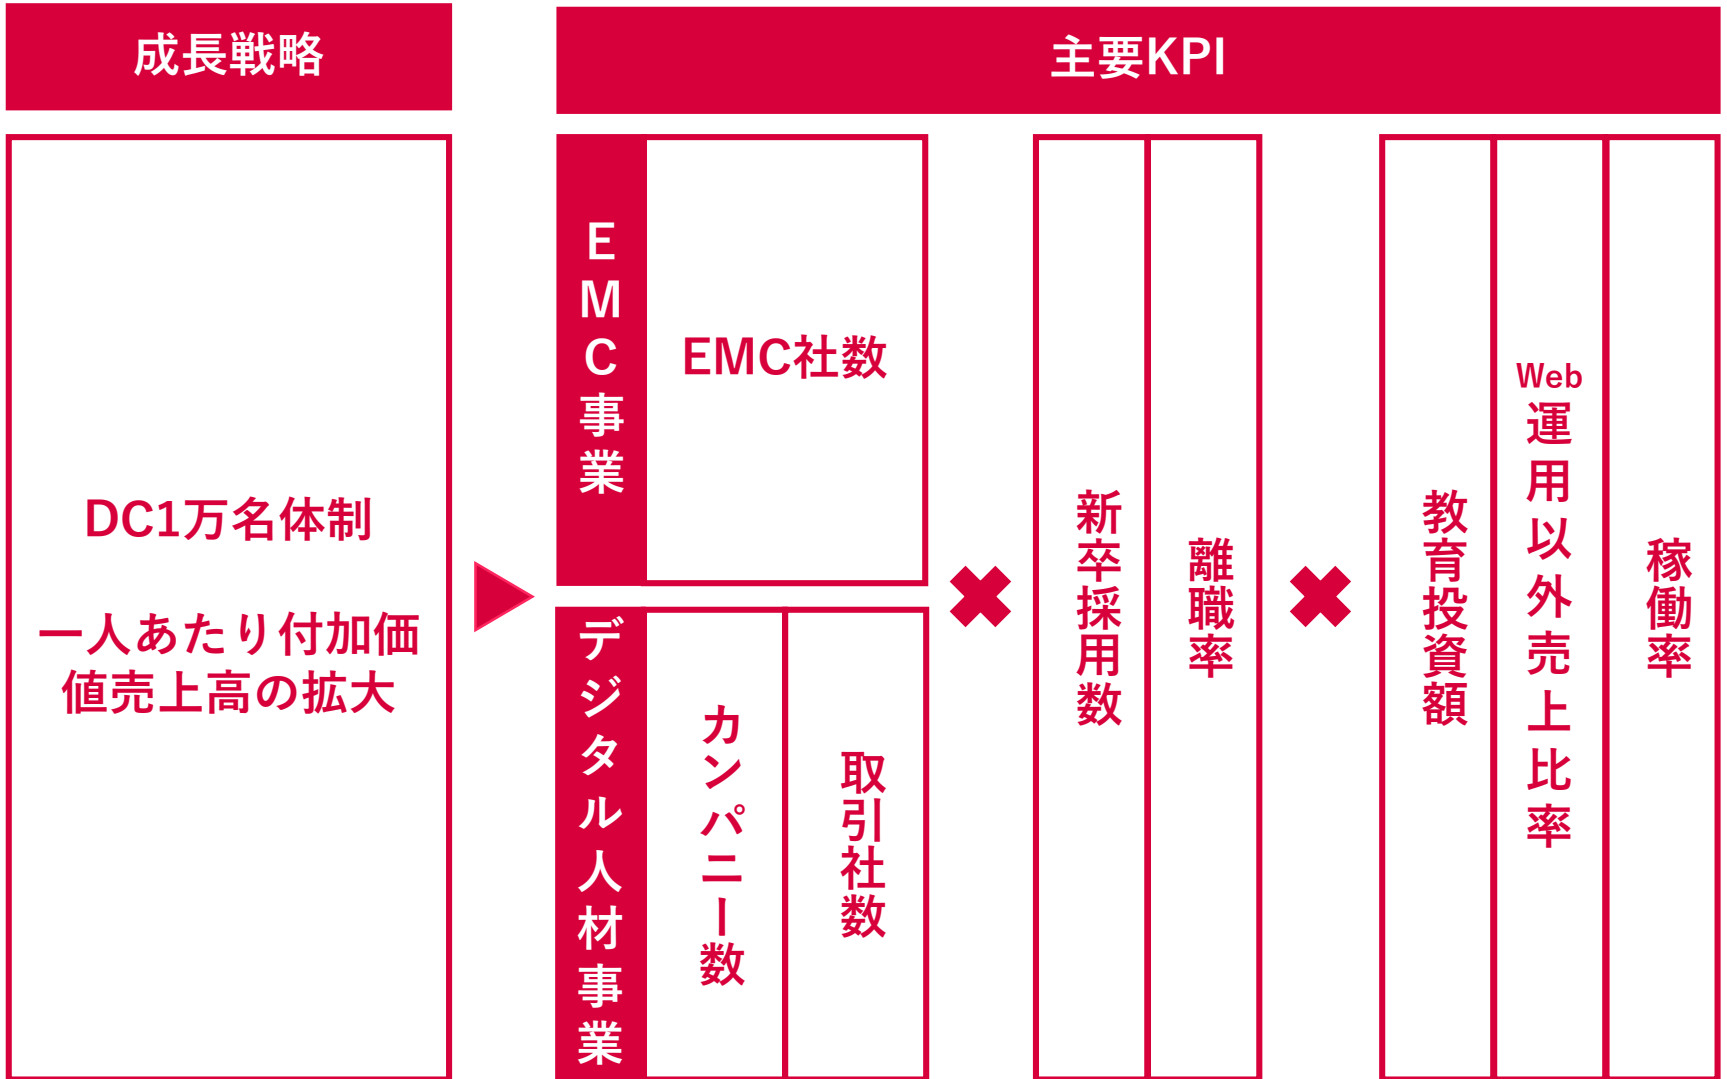 成長戦略
主要KPI
DC1万名体制
一人あたり付加価
値売上高の拡大
EMC事業
EMC社数
デジタル人材事業
カンパニー数
取引社数
新卒採用数
離職率
教育投資額
Web運用以外売上比率
稼働率